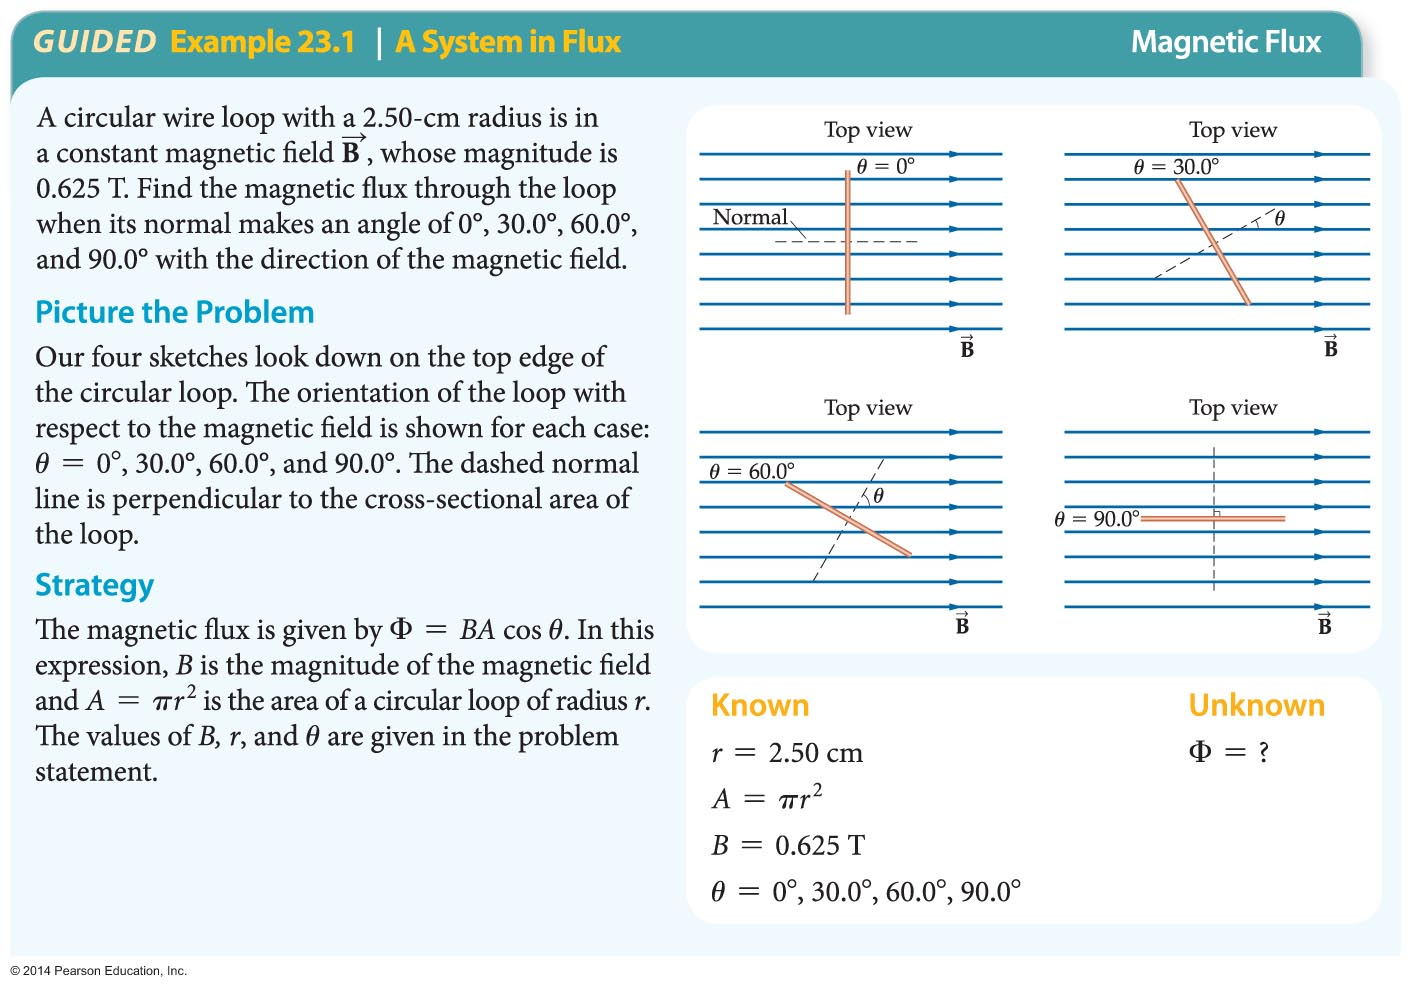 GUIDED Example 23.1 | A System in Flux
Magnetic Flux
A circular wire loop with a 2.50-cm radius is in
a constant magnetic field B⃗, whose magnitude is
0.625 T. Find the magnetic flux through the loop
when its normal makes an angle of 0°, 30.0°, 60.0°,
and 90.0° with the direction of the magnetic field.
Picture the Problem
Our four sketches look down on the top edge of
the circular loop. The orientation of the loop with
respect to the magnetic field is shown for each case:
θ = 0°, 30.0°, 60.0°, and 90.0°. The dashed normal
line is perpendicular to the cross-sectional area of
the loop.
Strategy
The magnetic flux is given by Φ = BA cos θ. In this
expression, B is the magnitude of the magnetic field
and A = πr² is the area of a circular loop of radius r.
The values of B, r, and θ are given in the problem
statement.
Top view
θ = 0°
Normal
B⃗
Top view
θ = 30.0°
θ
B⃗
Top view
θ = 60.0°
θ
B⃗
Top view
θ = 90.0°
B⃗
Known
r = 2.50 cm
A = πr²
B = 0.625 T
θ = 0°, 30.0°, 60.0°, 90.0°
Unknown
Φ = ?
© 2014 Pearson Education, Inc.